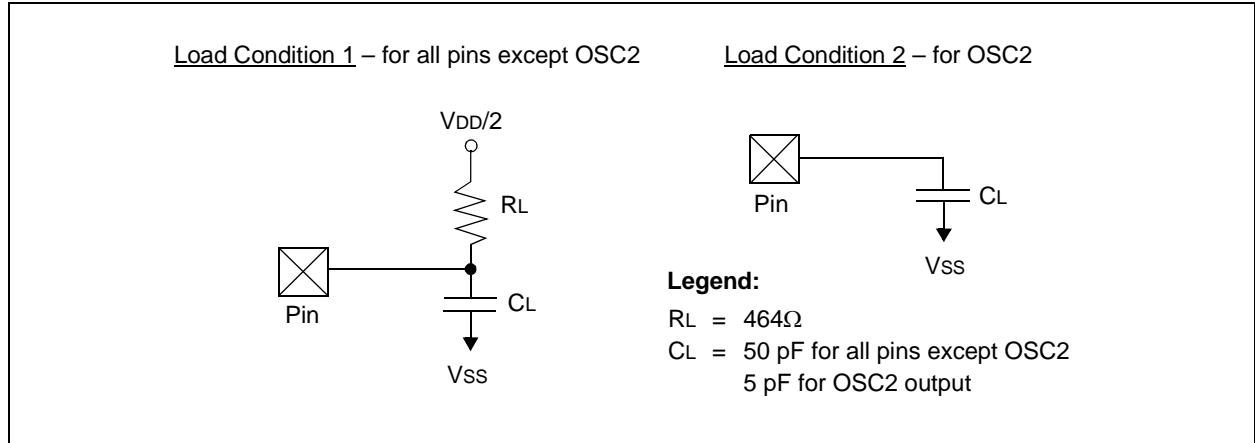 Load Condition 1 – for all pins except OSC2
VDD/2
RL
Pin
CL
VSS
Load Condition 2 – for OSC2
Pin
CL
VSS
Legend:
RL = 464Ω
CL = 50 pF for all pins except OSC2
5 pF for OSC2 output